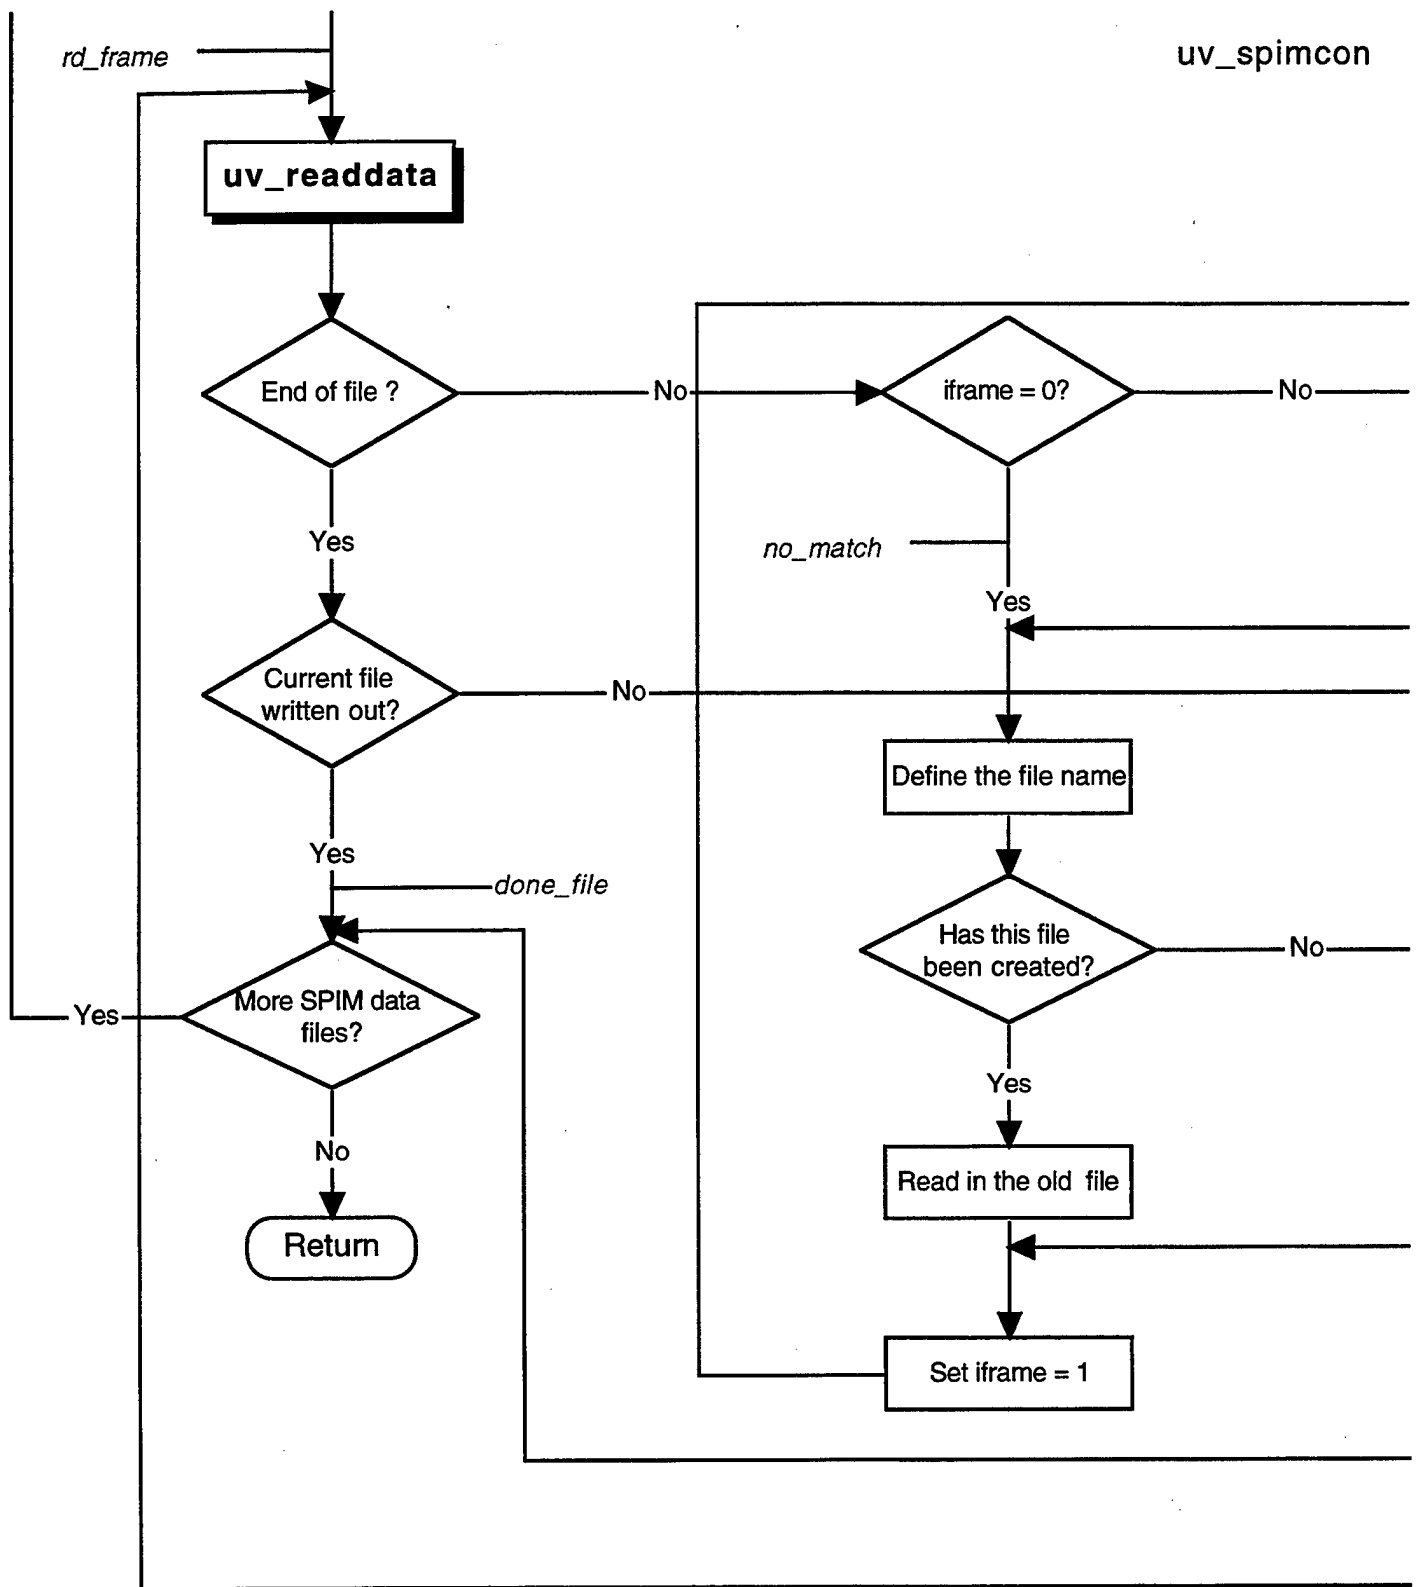 rd_frame
uv_spimcon
uv_readdata
End of file ?
No
iframe = 0?
No
Yes
no_match
Yes
Current file
written out?
No
Define the file name
Yes
done_file
Has this file
been created?
No
More SPIM data
files?
Yes
Yes
No
Read in the old file
Return
Set iframe = 1